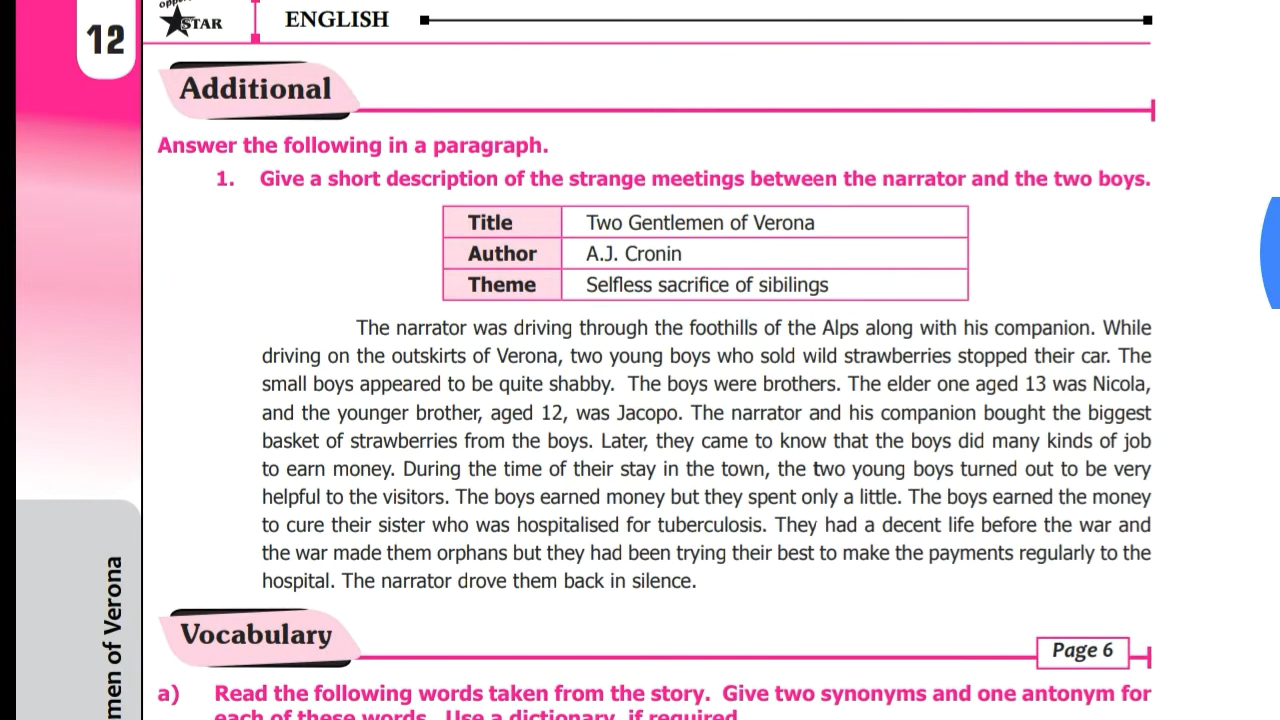 12
STAR
ENGLISH
Additional
Answer the following in a paragraph.
1. Give a short description of the strange meetings between the narrator and the two boys.
Title Two Gentlemen of Verona
Author A.J. Cronin
Theme Selfless sacrifice of sibilings
The narrator was driving through the foothills of the Alps along with his companion. While
driving on the outskirts of Verona, two young boys who sold wild strawberries stopped their car. The
small boys appeared to be quite shabby. The boys were brothers. The elder one aged 13 was Nicola,
and the younger brother, aged 12, was Jacopo. The narrator and his companion bought the biggest
basket of strawberries from the boys. Later, they came to know that the boys did many kinds of job
to earn money. During the time of their stay in the town, the two young boys turned out to be very
helpful to the visitors. The boys earned money but they spent only a little. The boys earned the money
to cure their sister who was hospitalised for tuberculosis. They had a decent life before the war and
the war made them orphans but they had been trying their best to make the payments regularly to the
hospital. The narrator drove them back in silence.
men of Verona
Vocabulary
Page 6
a) Read the following words taken from the story. Give two synonyms and one antonym for
each of these words. Use a dictionary, if required.